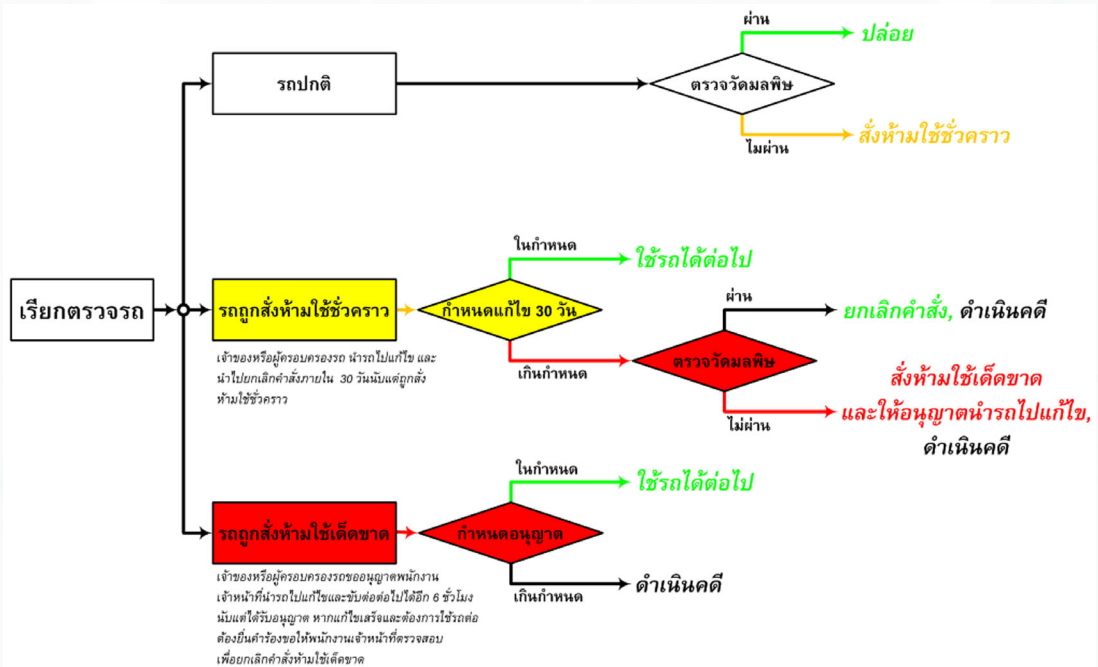 ผ่าน
ปล่อย
รถปกติ
ตรวจวัดมลพิษ
สั่งห้ามใช้ชั่วคราว
ไมผ่าน
ในกำหนด
ใช้รถได้ต่อไป
ผ่าน
เรียกตรวจรถ
รถถูกสั่งห้ามใช้ชั่วคราว
กำหนดแก้ไข 30 วัน
ยกเลิกคำสั่ง, ดำเนินคดี
เจ้าของหรือผู้ครอบครองรถ นำรถไปแก้ไข และ
นำไปยกเลิกคำสั่งภายใน 30 วันนับแต่ถูกสั่ง
ห้ามใช้ชั่วคราว
เกินกำหนด
ตรวจวัดมลพิษ
สั่งห้ามใช้เด็ดขาด
และให้อนุญาตนำรถไปแก้ไข,
ดำเนินคดี
ไม่ผ่าน
ในกำหนด
ใช้รถได้ต่อไป
รถถูกสั่งห้ามใช้เด็ดขาด
กำหนดอนุญาต
เกินกำหนด
ดำเนินคดี
เจ้าของหรือผู้ครอบครองรถขออนุญาตพนักงาน
เจ้าหน้าที่นำรถไปแก้ไขและขับต่อต่อไปได้อีก 6 ชั่วโมง
นับแต่ได้รับอนุญาต หากแก้ไขเสร็จและต้องการใช้รถต่อ
ต้องยื่นคำร้องขอให้พนักงานเจ้าหน้าที่ตรวจสอบ
เพื่อยกเลิกคำสั่งห้ามใช้เด็ดขาด